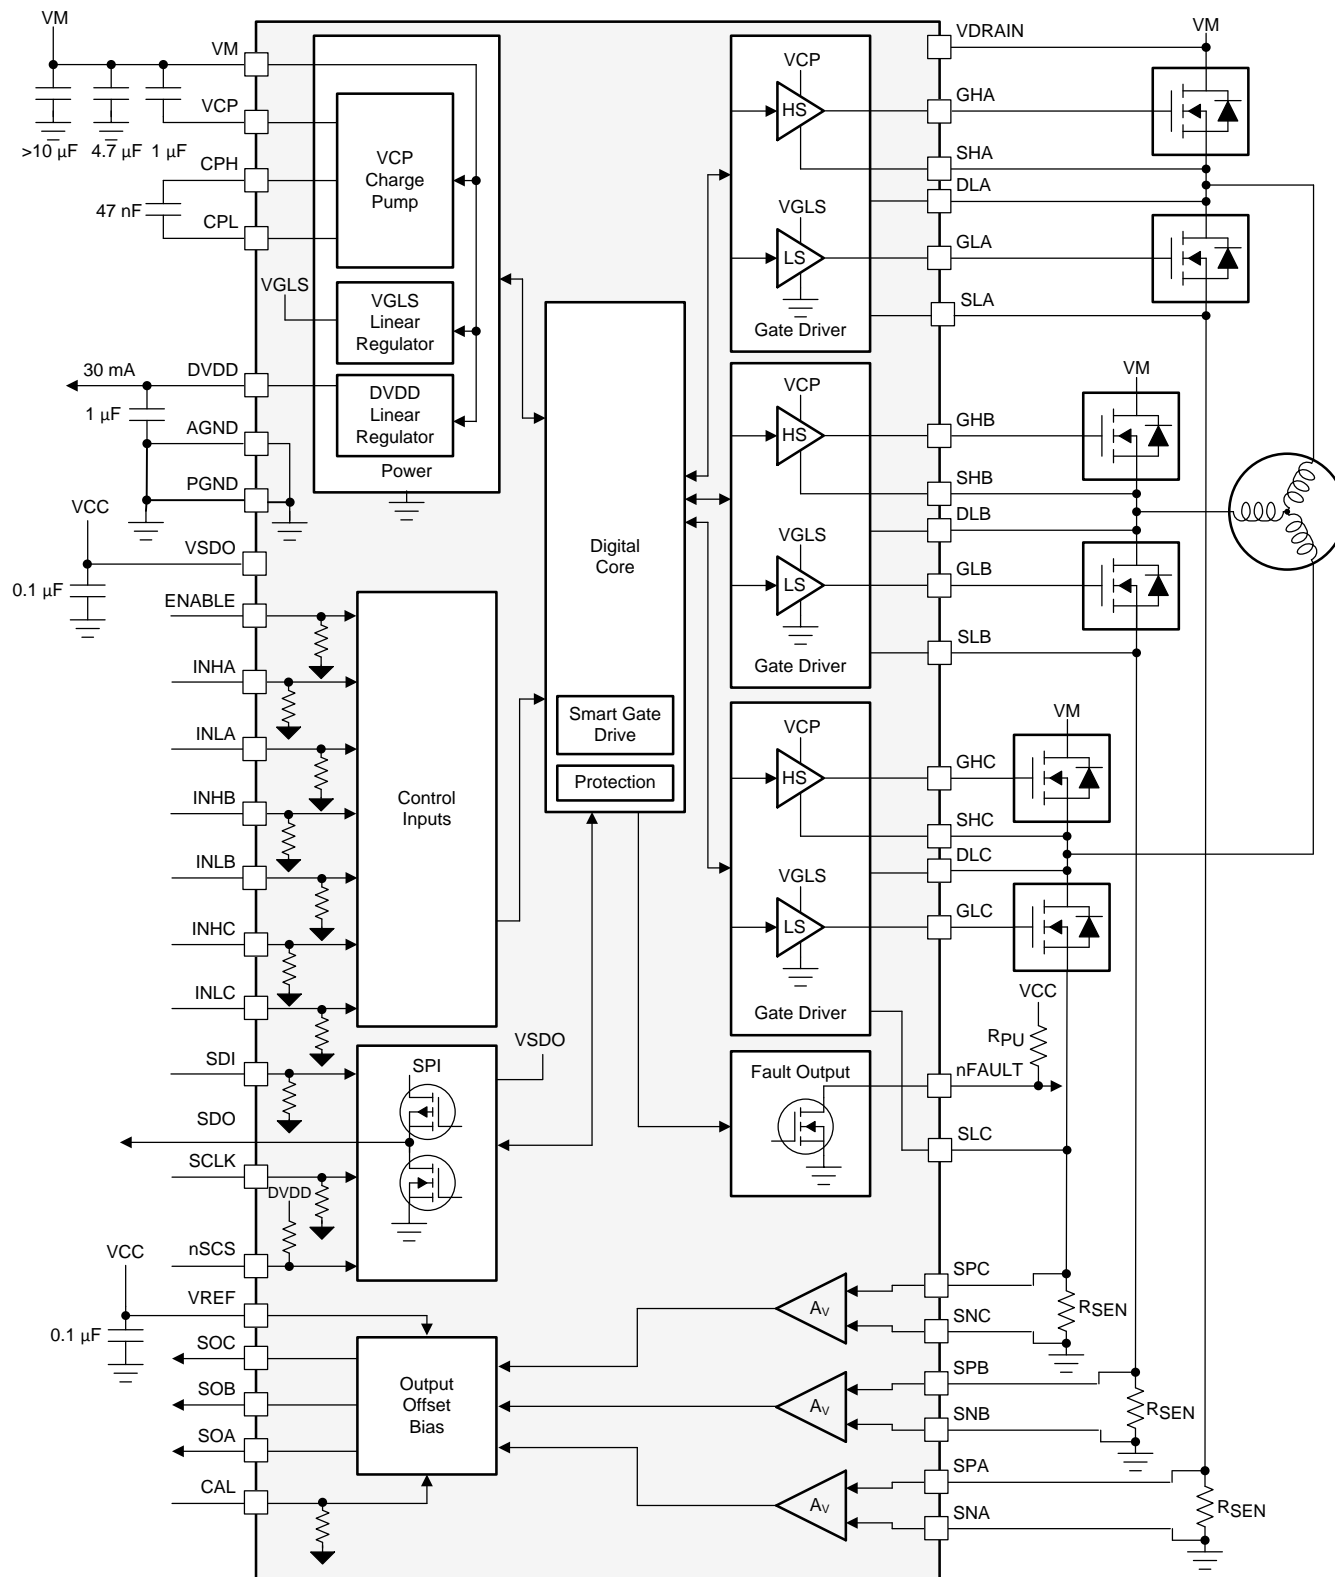 VM
VM
VCP
>10 µF
4.7 µF
1 µF
CPH
47 nF
CPL
VCP
Charge
Pump
VGLS
VGLS
Linear
Regulator
30 mA
DVDD
1 µF
DVDD
Linear
Regulator
AGND
Power
PGND
VCC
VSDO
0.1 µF
ENABLE
INHA
INLA
INHB
INLB
INHC
INLC
Control
Inputs
Digital
Core
Smart Gate
Drive
Protection
SDI
SDO
SCLK
DVDD
nSCS
SPI
VSDO
VCC
VREF
0.1 µF
SOC
SOB
SOA
CAL
Output
Offset
Bias
VCP
HS
VGLS
LS
Gate Driver
VCP
HS
VGLS
LS
Gate Driver
VCP
HS
VGLS
LS
Gate Driver
Fault Output
AV
AV
AV
VDRAIN
VM
GHA
SHA
DLA
GLA
SLA
VM
GHB
SHB
DLB
GLB
SLB
VM
GHC
SHC
DLC
GLC
VCC
RPU
nFAULT
SLC
SPC
RSEN
SNC
SPB
RSEN
SNB
SPA
RSEN
SNA